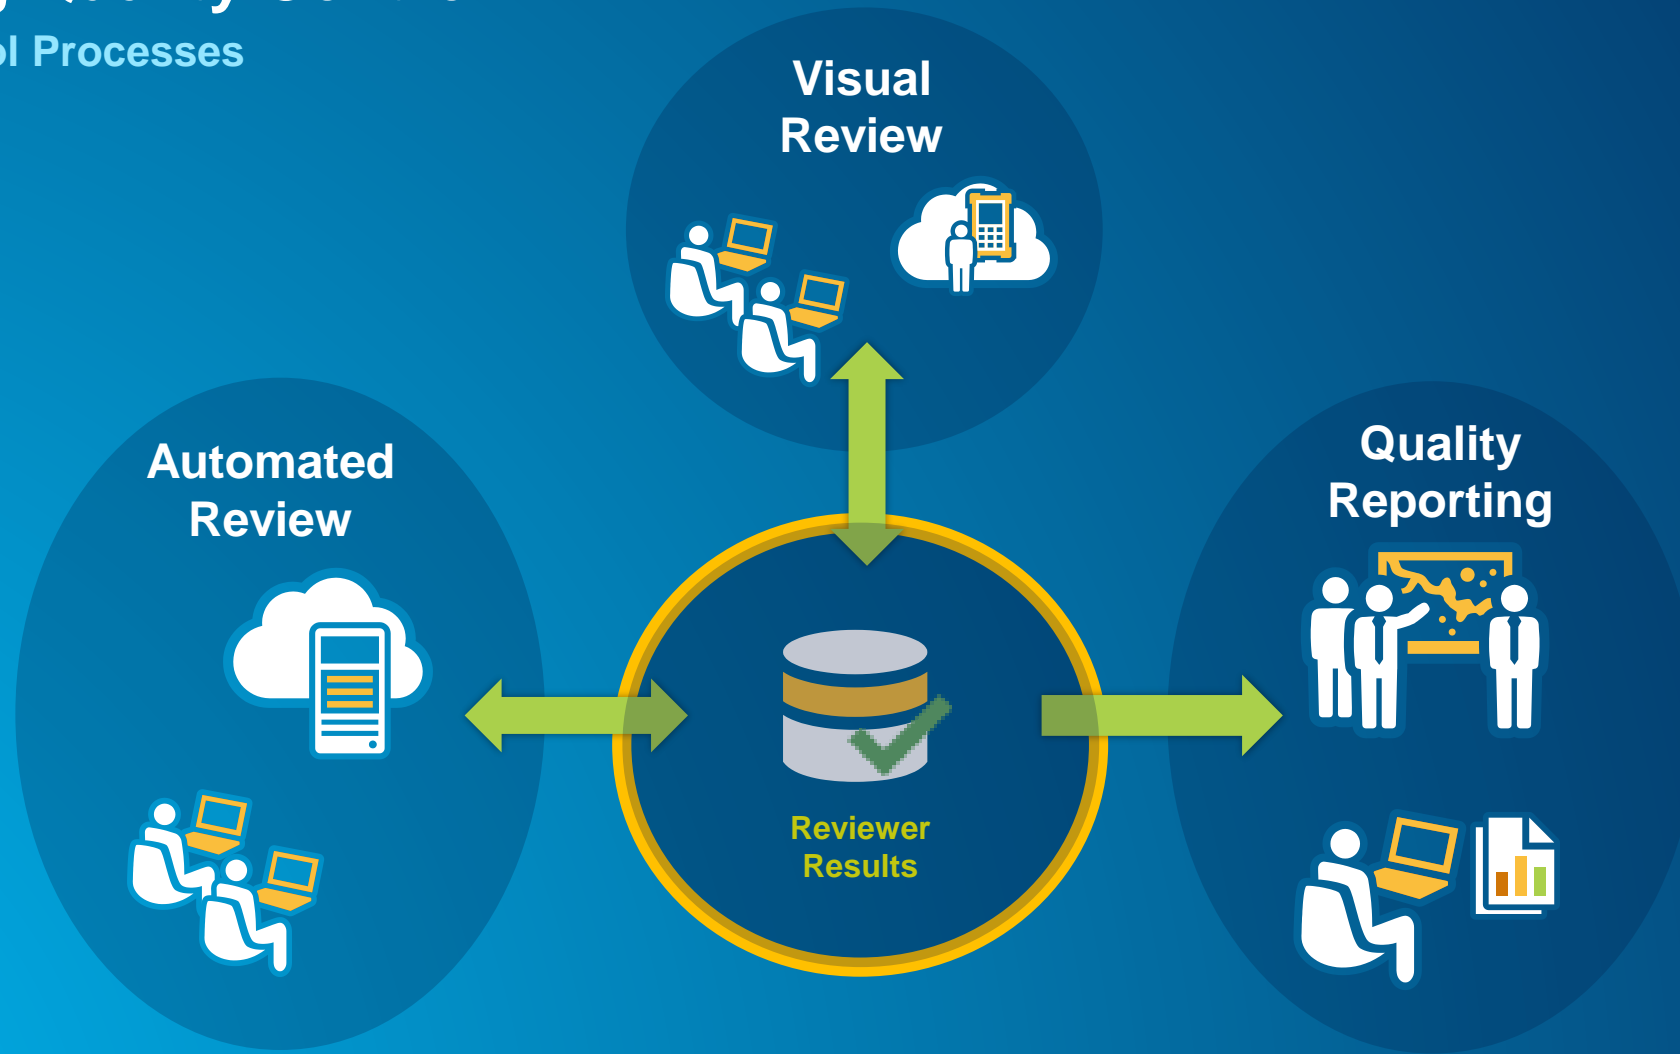 Processes
Visual
Review
Automated
Review
Quality
Reporting
Reviewer
Results